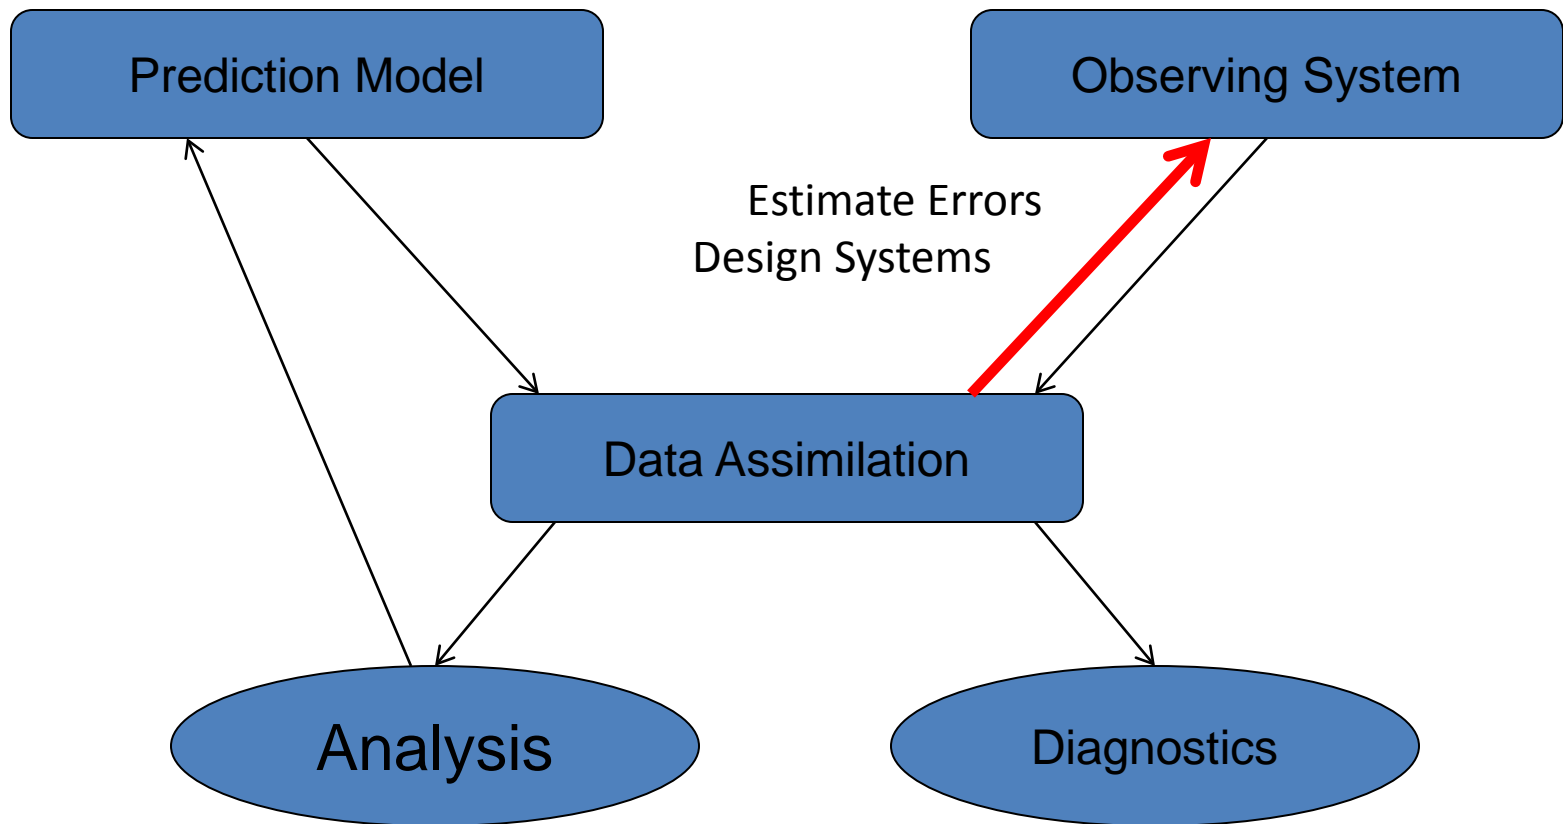 Prediction Model
Observing System
Estimate Errors
Design Systems
Data Assimilation
Analysis
Diagnostics